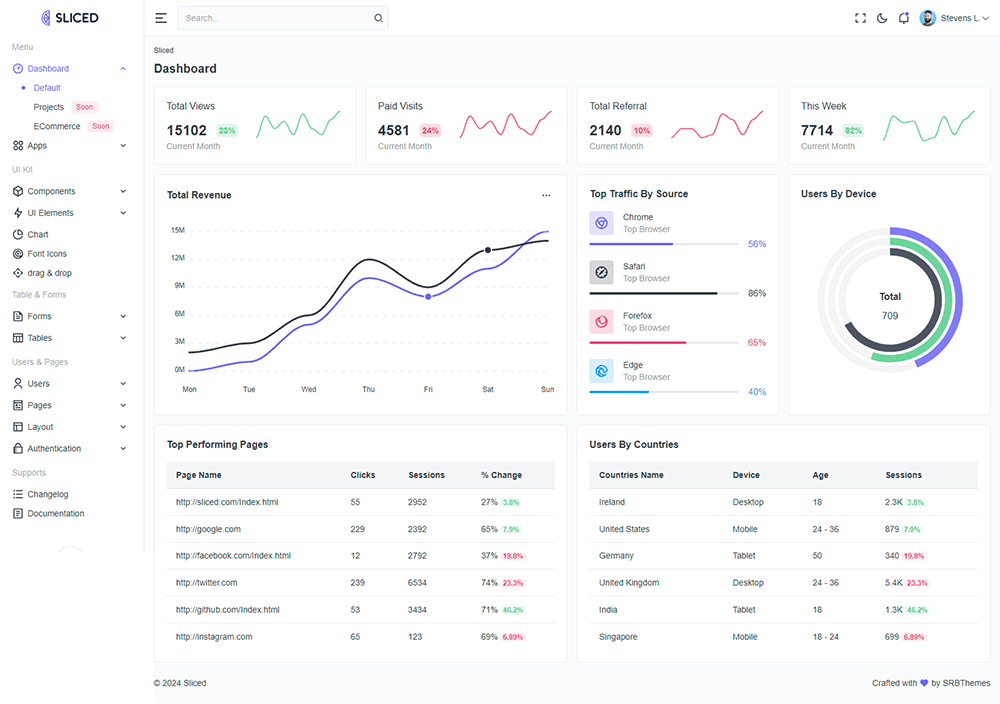 SLICED
Search...
Stevens L.
Menu
Dashboard
Default
Projects Soon
ECommerce Soon
Apps
UI Kit
Components
UI Elements
Chart
Font Icons
drag & drop
Table & Forms
Forms
Tables
Users & Pages
Users
Pages
Layout
Authentication
Supports
Changelog
Documentation
Sliced
Dashboard
Total Views
15102 23%
Current Month
Paid Visits
4581 24%
Current Month
Total Referral
2140 10%
Current Month
This Week
7714 82%
Current Month
Total Revenue
15M
12M
9M
6M
3M
0M
Mon Tue Wed Thu Fri Sat Sun
Top Traffic By Source
Chrome
Top Browser
56%
Safari
Top Browser
86%
Forefox
Top Browser
65%
Edge
Top Browser
40%
Users By Device
Total
709
Top Performing Pages
Page Name Clicks Sessions % Change
http://sliced.com/Index.html 55 2952 27% 3.8%
http://google.com 229 2392 65% 7.9%
http://facebook.com/Index.html 12 2792 37% 19.8%
http://twitter.com 239 6534 74% 23.3%
http://github.com/Index.html 53 3434 71% 46.2%
http://instagram.com 65 123 69% 6.89%
Users By Countries
Countries Name Device Age Sessions
Ireland Desktop 18 2.3K 3.8%
United States Mobile 24 - 36 879 7.9%
Germany Tablet 50 340 19.8%
United Kingdom Desktop 24 - 36 5.4K 23.3%
India Tablet 18 1.3K 46.2%
Singapore Mobile 18 - 24 699 6.89%
© 2024 Sliced
Crafted with by SRBThemes